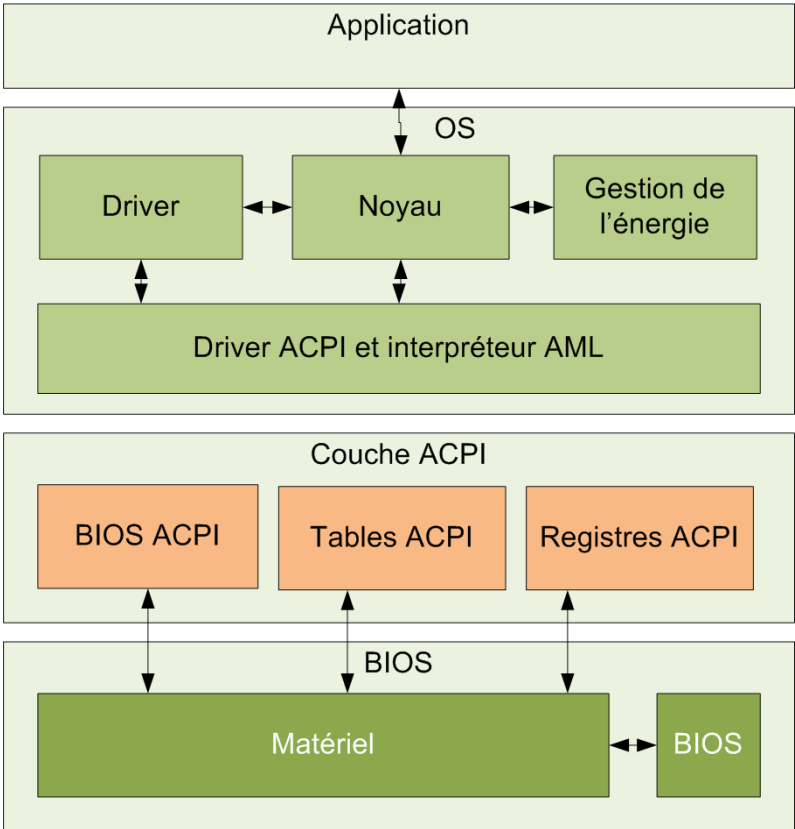 Application
OS
Driver
Noyau
Gestion de
l'énergie
Driver ACPI et interpréteur AML
Couche ACPI
BIOS ACPI
Tables ACPI
Registres ACPI
BIOS
Matériel
BIOS